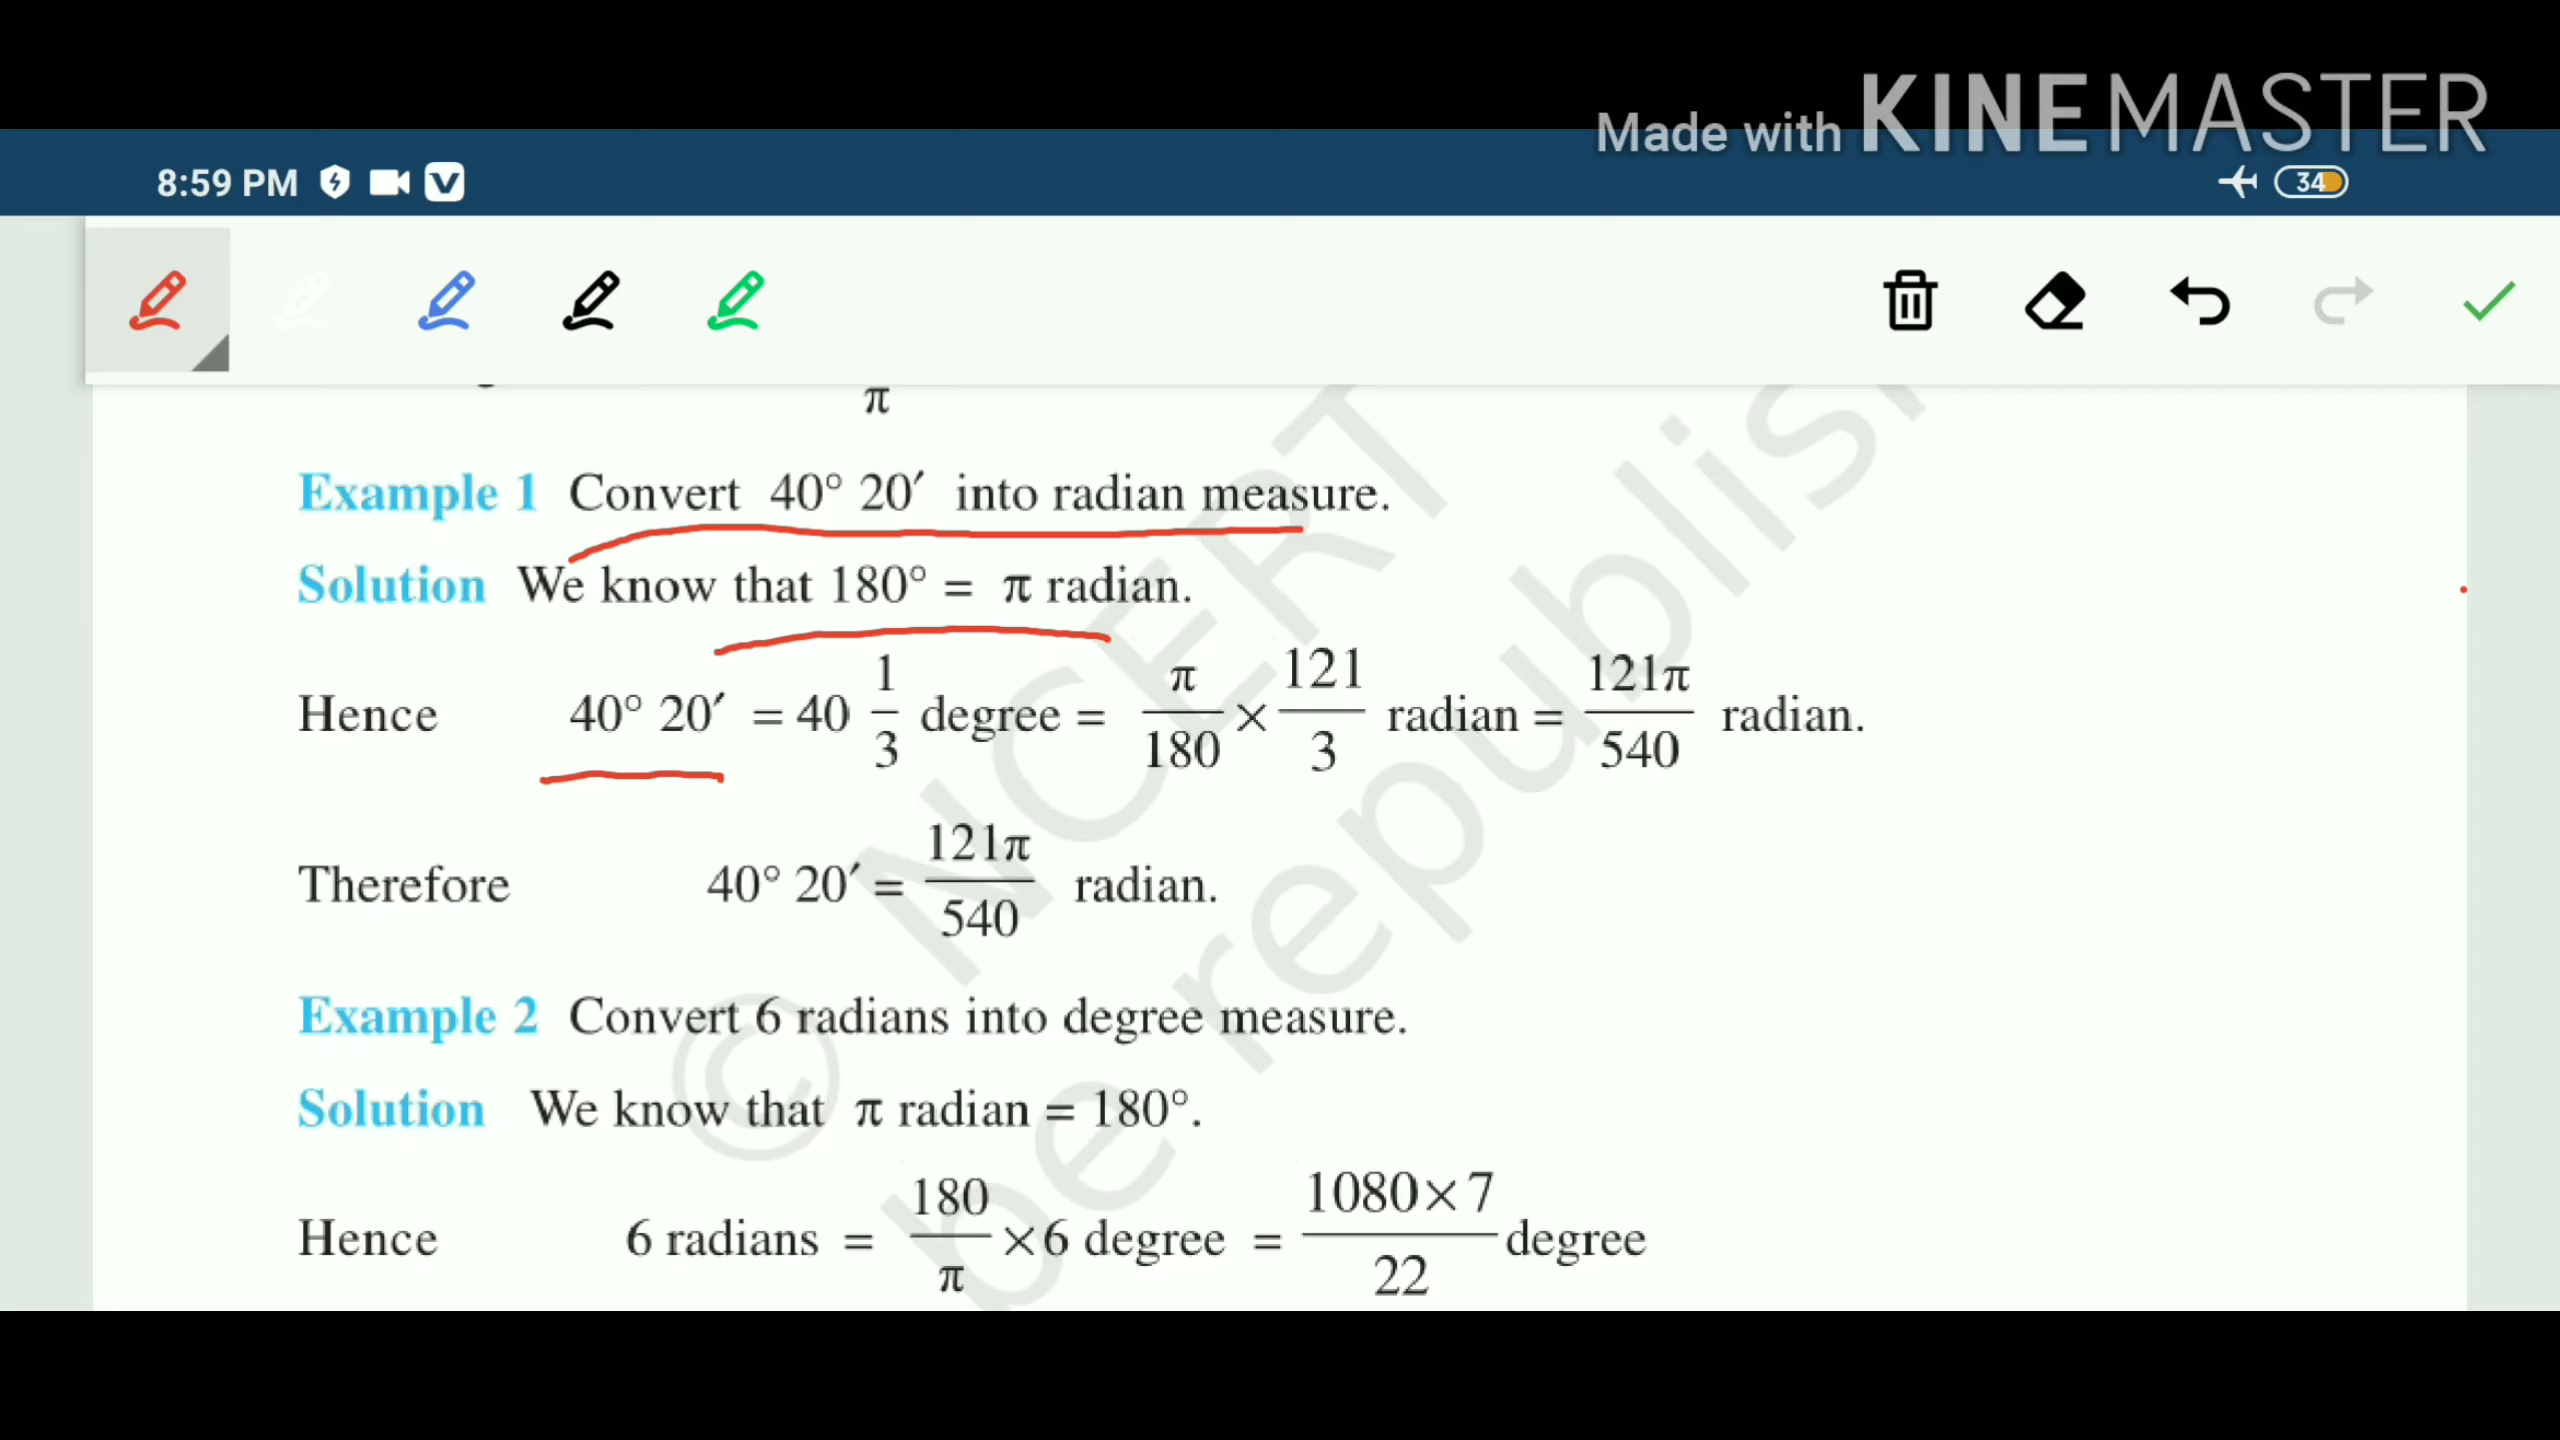 Made with KINEMASTER
8:59 PM
34
π
Example 1 Convert 40° 20′ into radian measure.
Solution We know that 180° = π radian.
Hence 40° 20′ = 40 1/3 degree = π/180 × 121/3 radian = 121π/540 radian.
Therefore 40° 20′ = 121π/540 radian.
Example 2 Convert 6 radians into degree measure.
Solution We know that π radian = 180°.
Hence 6 radians = 180/π ×6 degree = 1080×7/22 degree
© NCERT
be republis